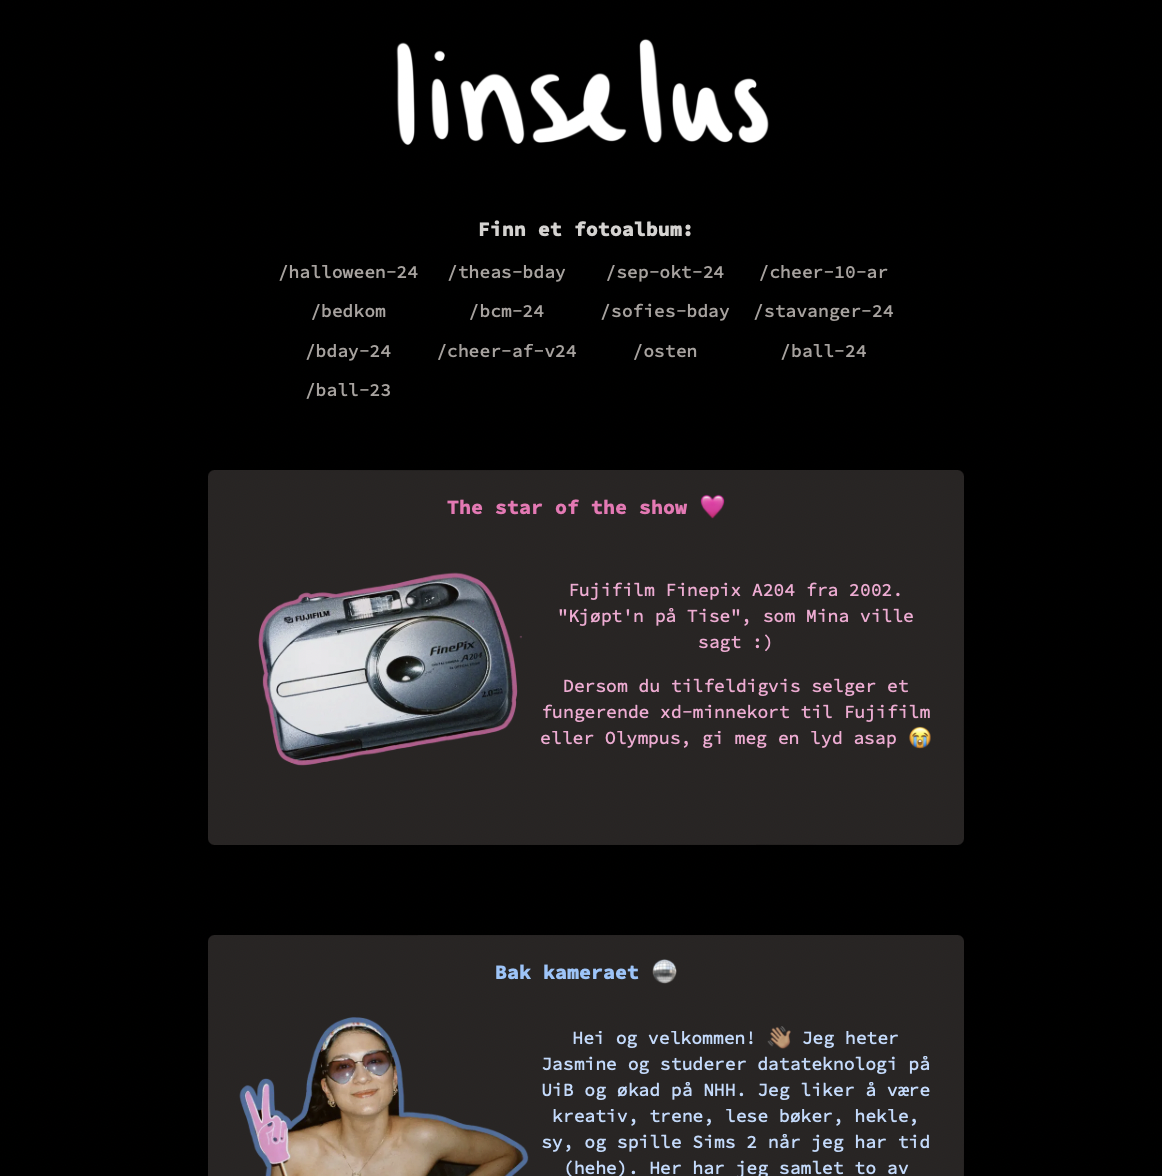 linselus
Finn et fotoalbum:
/halloween-24 /theas-bday /sep-okt-24 /cheer-10-ar
/bedkom /bcm-24 /sofies-bday /stavanger-24
/bday-24 /cheer-af-v24 /osten /ball-24
/ball-23
The star of the show 🩷
FUJIFILM
FinePix
A204
Fujifilm Finepix A204 fra 2002.
"Kjøpt'n på Tise", som Mina ville
sagt :)
Dersom du tilfeldigvis selger et
fungerende xd-minnekort til Fujifilm
eller Olympus, gi meg en lyd asap 😭
Bak kameraet 🪩
Hei og velkommen! 👋🏽 Jeg heter
Jasmine og studerer datateknologi på
UiB og økad på NHH. Jeg liker å være
kreativ, trene, lese bøker, hekle,
sy, og spille Sims 2 når jeg har tid
(hehe). Her har jeg samlet to av